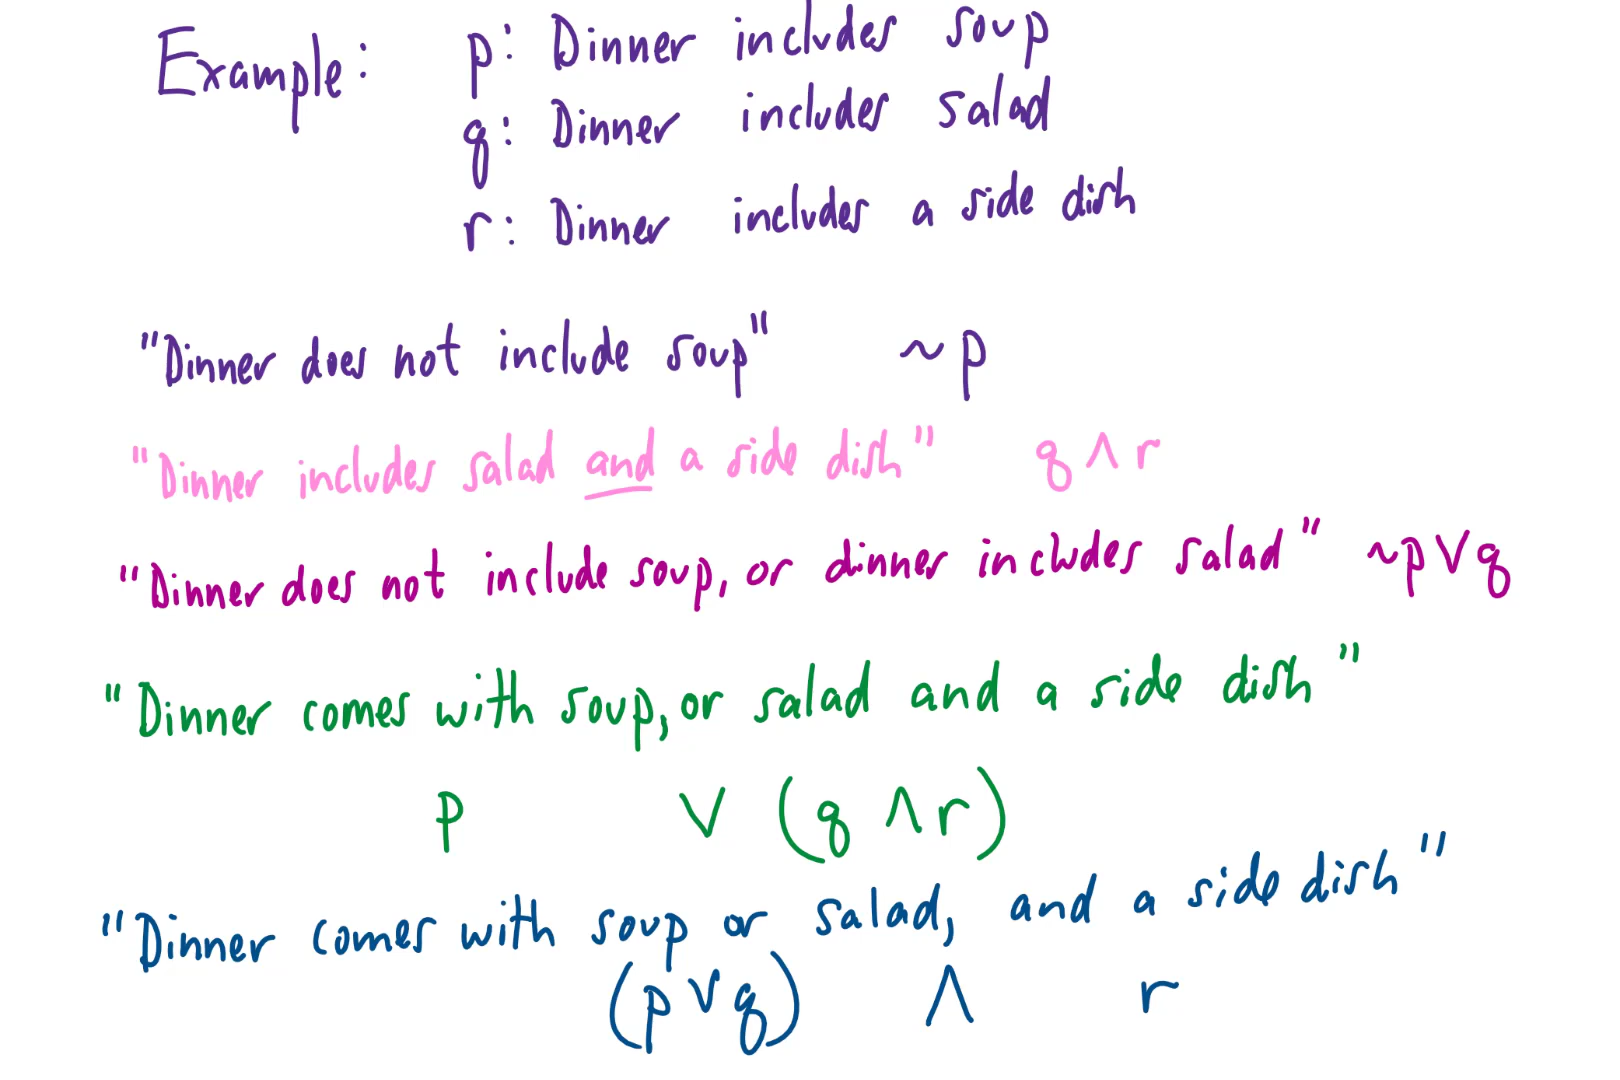 Example: p: Dinner includes soup
q: Dinner includes salad
r: Dinner includes a side dish
"Dinner does not include soup" ~p
"Dinner includes salad and a side dish" q ∧ r
"Dinner does not include soup, or dinner includes salad" ~p ∨ q
"Dinner comes with soup, or salad and a side dish"
p ∨ (q ∧ r)
"Dinner comes with soup or salad, and a side dish"
(p ∨ q) ∧ r